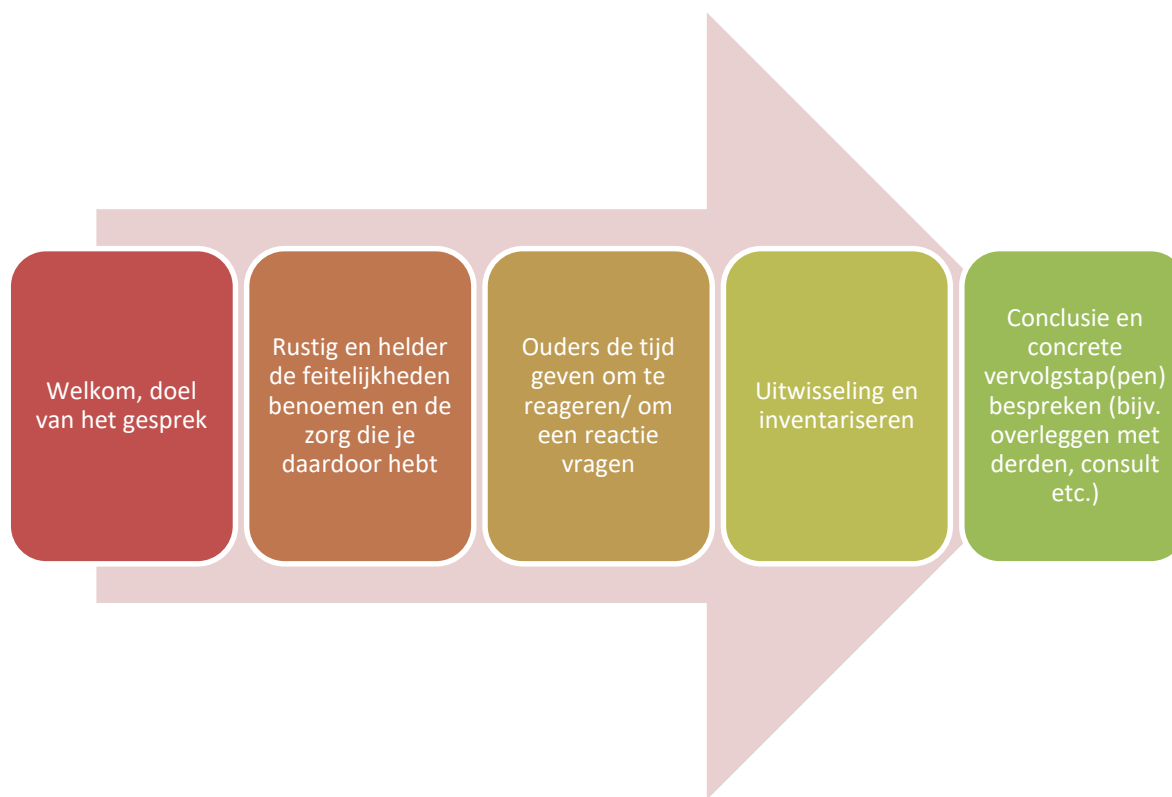 Welkom, doel
van het gesprek
Rustig en helder
de feitelijkheden
benoemen en de
zorg die je
daardoor hebt
Ouders de tijd
geven om te
reageren/ om
een reactie
vragen
Uitwisseling en
inventariseren
Conclusie en
concrete
vervolgstap(pen)
bespreken (bijv.
overleggen met
derden, consult
etc.)